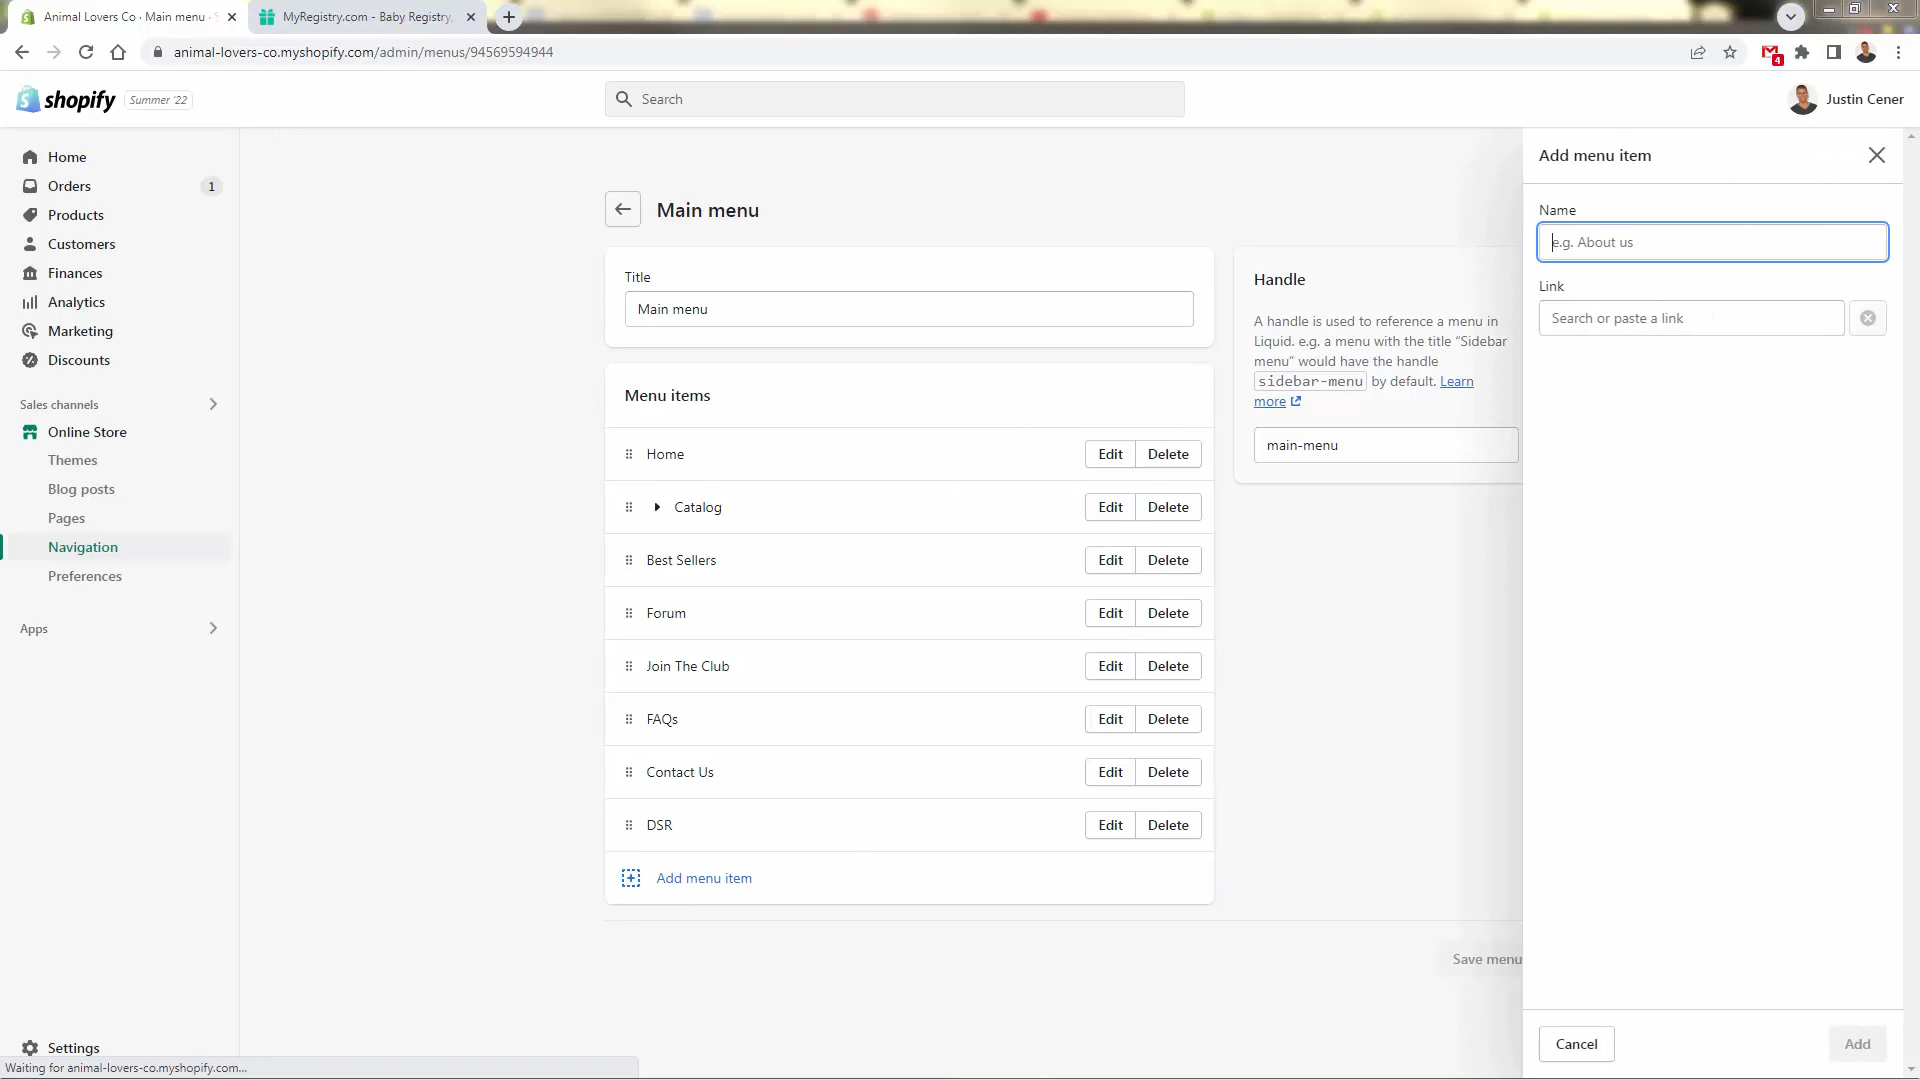 Animal Lovers Co · Main menu ·
MyRegistry.com - Baby Registry,
animal-lovers-co.myshopify.com/admin/menus/94569594944
4
shopify
Summer '22
Search
Justin Cener
Home
Orders
1
Products
Customers
Finances
Analytics
Marketing
Discounts
Sales channels
Online Store
Themes
Blog posts
Pages
Navigation
Preferences
Apps
Settings
Waiting for animal-lovers-co.myshopify.com...
Main menu
Title
Main menu
Menu items
Home
Edit
Delete
Catalog
Edit
Delete
Best Sellers
Edit
Delete
Forum
Edit
Delete
Join The Club
Edit
Delete
FAQs
Edit
Delete
Contact Us
Edit
Delete
DSR
Edit
Delete
Add menu item
Handle
A handle is used to reference a menu in
Liquid. e.g. a menu with the title “Sidebar
menu” would have the handle
sidebar-menu by default. Learn
more
main-menu
Save menu
Add menu item
Name
e.g. About us
Link
Search or paste a link
Cancel
Add